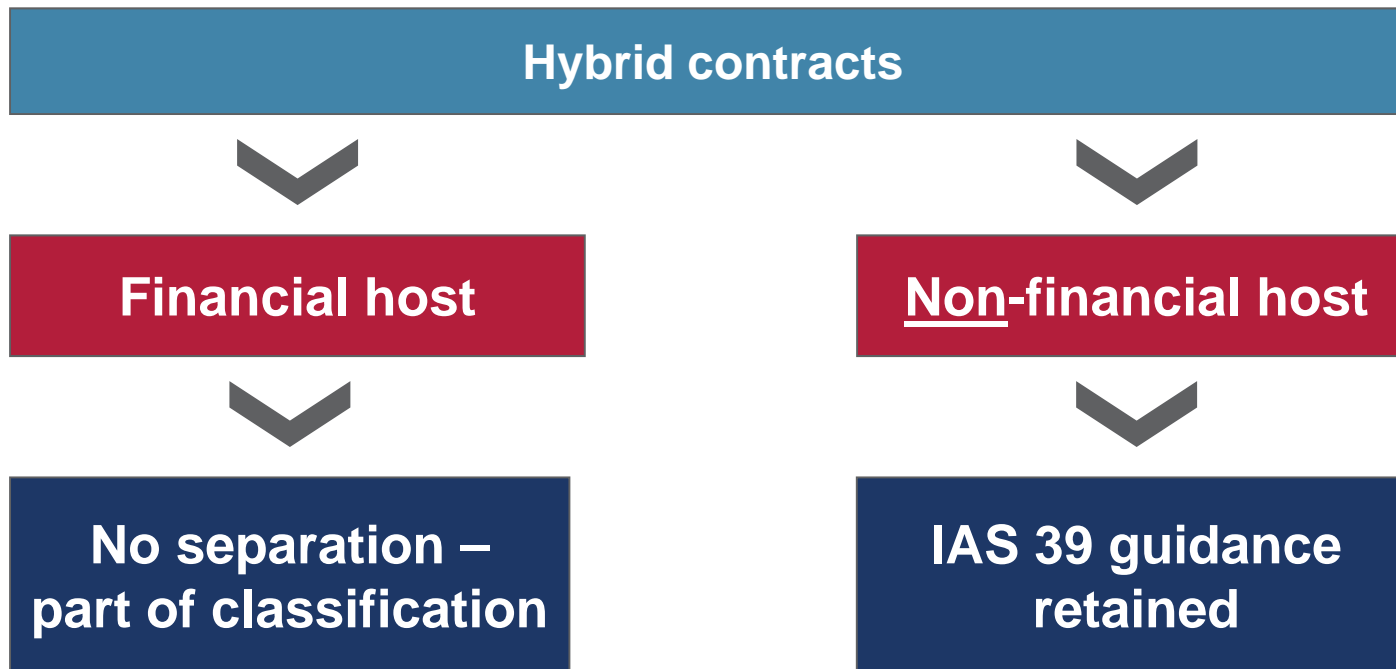 Hybrid contracts
Financial host
Non-financial host
No separation –
part of classification
IAS 39 guidance
retained